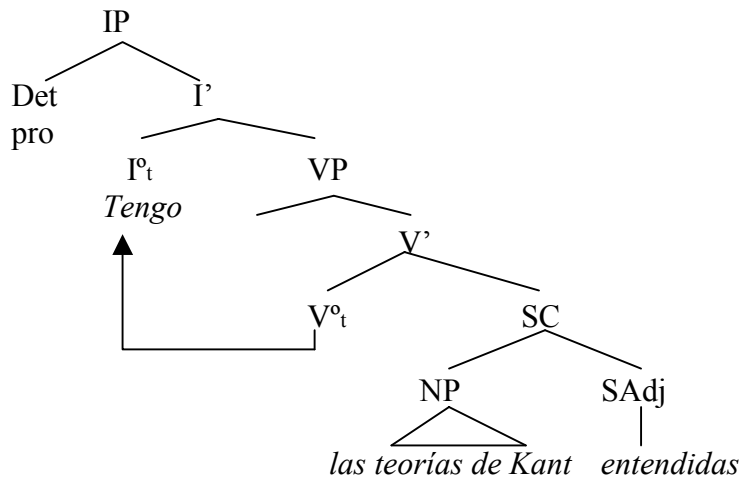 IP
Det I’
pro
Iºt VP
Tengo
V’
Vºt SC
NP SAdj
las teorías de Kant entendidas